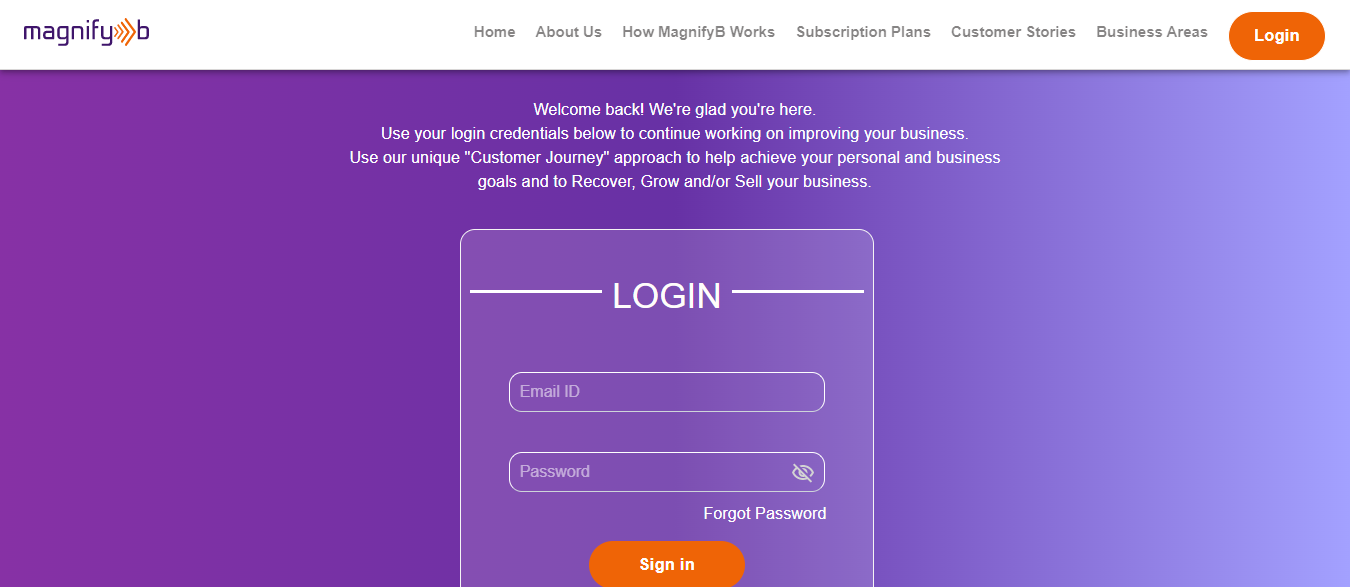 magnifyb
Home About Us How MagnifyB Works Subscription Plans Customer Stories Business Areas Login
Welcome back! We're glad you're here.
Use your login credentials below to continue working on improving your business.
Use our unique "Customer Journey" approach to help achieve your personal and business
goals and to Recover, Grow and/or Sell your business.
LOGIN
Email ID
Password
Forgot Password
Sign in